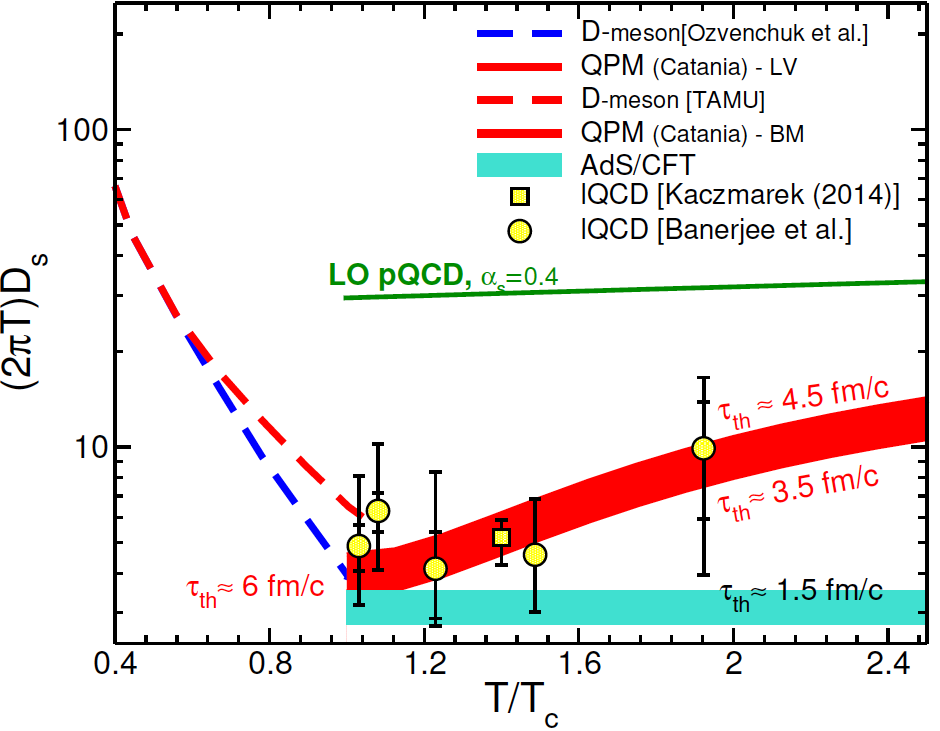 D-meson[Ozvenchuk et al.]
QPM (Catania) - LV
D-meson [TAMU]
QPM (Catania) - BM
AdS/CFT
lQCD [Kaczmarek (2014)]
lQCD [Banerjee et al.]
100
10
(2πT)Ds
LO pQCD, αs=0.4
τth ≈ 4.5 fm/c
τth ≈ 3.5 fm/c
τth≈ 6 fm/c
τth≈ 1.5 fm/c
0.4 0.8 1.2 1.6 2 2.4
T/Tc